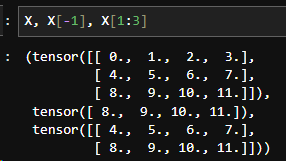 : X, X[-1], X[1:3]
: (tensor([[ 0., 1., 2., 3.],
[ 4., 5., 6., 7.],
[ 8., 9., 10., 11.]]),
tensor([ 8., 9., 10., 11.]),
tensor([[ 4., 5., 6., 7.],
[ 8., 9., 10., 11.]]))